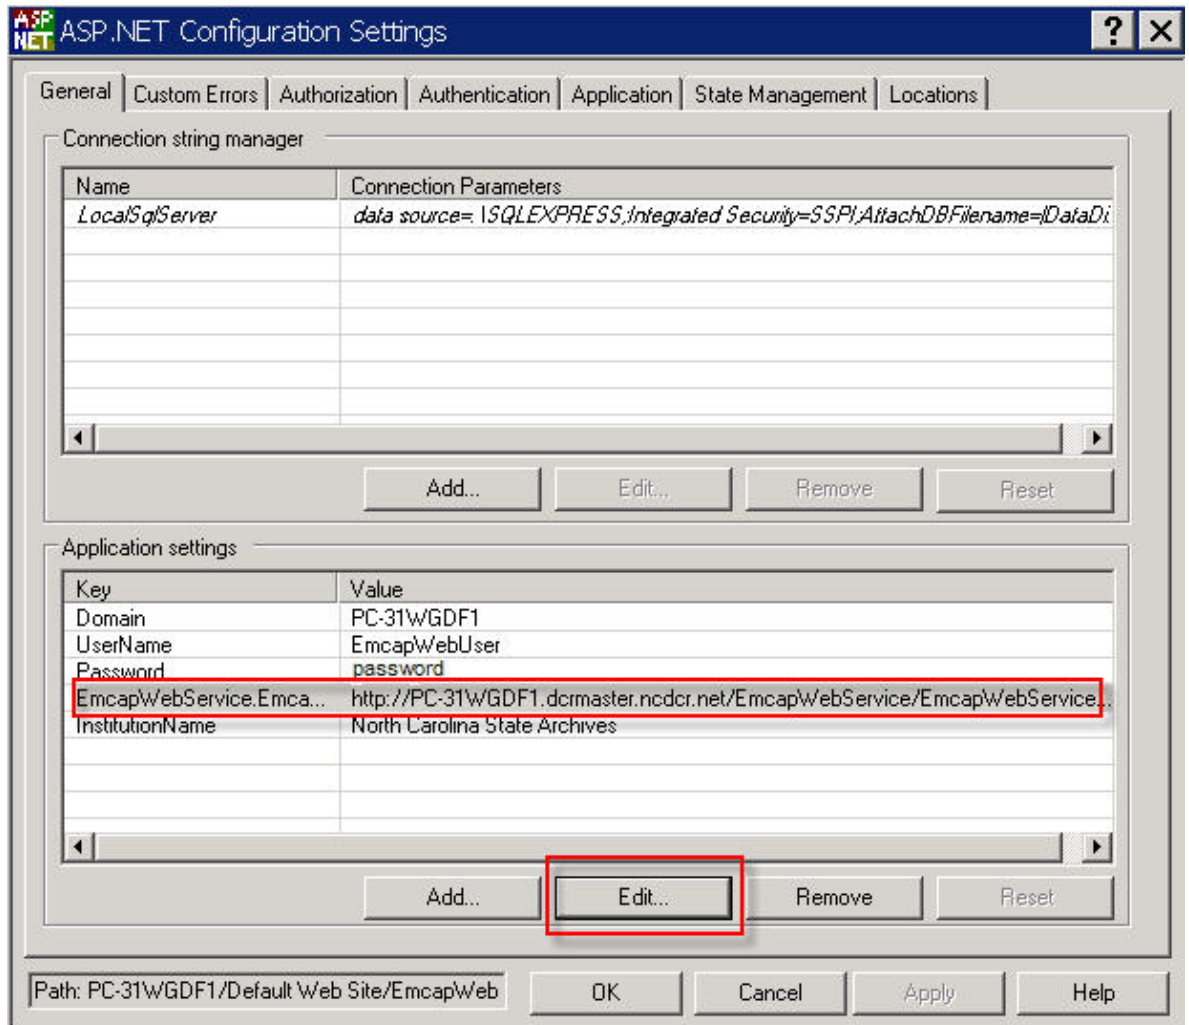 ASP NET ASP.NET Configuration Settings ? X
General Custom Errors Authorization Authentication Application State Management Locations
Connection string manager
Name Connection Parameters
LocalSqlServer data source=.\SQLEXPRESS;Integrated Security=SSPI;AttachDBFilename=|DataDi
Add... Edit... Remove Reset
Application settings
Key Value
Domain PC-31WGDF1
UserName EmcapWebUser
Password password
EmcapWebService.Emca... http://PC-31WGDF1.dcrmaster.ncdcr.net/EmcapWebService/EmcapWebService...
InstitutionName North Carolina State Archives
Add... Edit... Remove Reset
Path: PC-31WGDF1/Default Web Site/EmcapWeb OK Cancel Apply Help